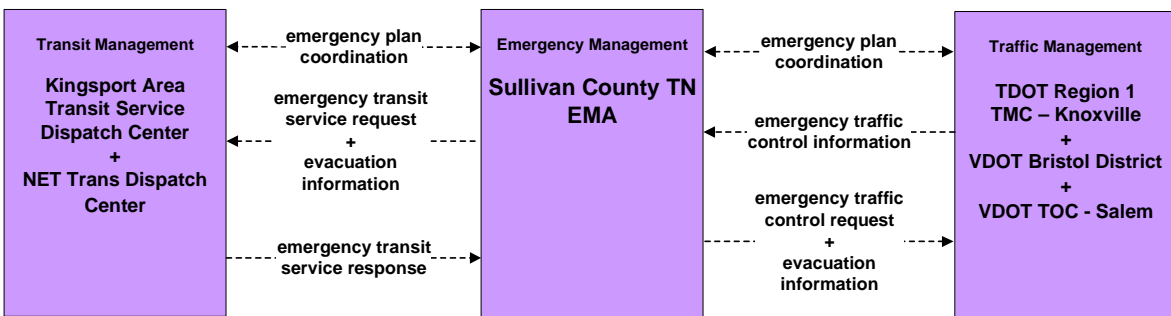 Transit Management
Kingsport Area
Transit Service
Dispatch Center
+
NET Trans Dispatch
Center
emergency plan
coordination
emergency transit
service request
+
evacuation
information
emergency transit
service response
Emergency Management
Sullivan County TN
EMA
emergency plan
coordination
emergency traffic
control information
emergency traffic
control request
+
evacuation
information
Traffic Management
TDOT Region 1
TMC – Knoxville
+
VDOT Bristol District
+
VDOT TOC - Salem